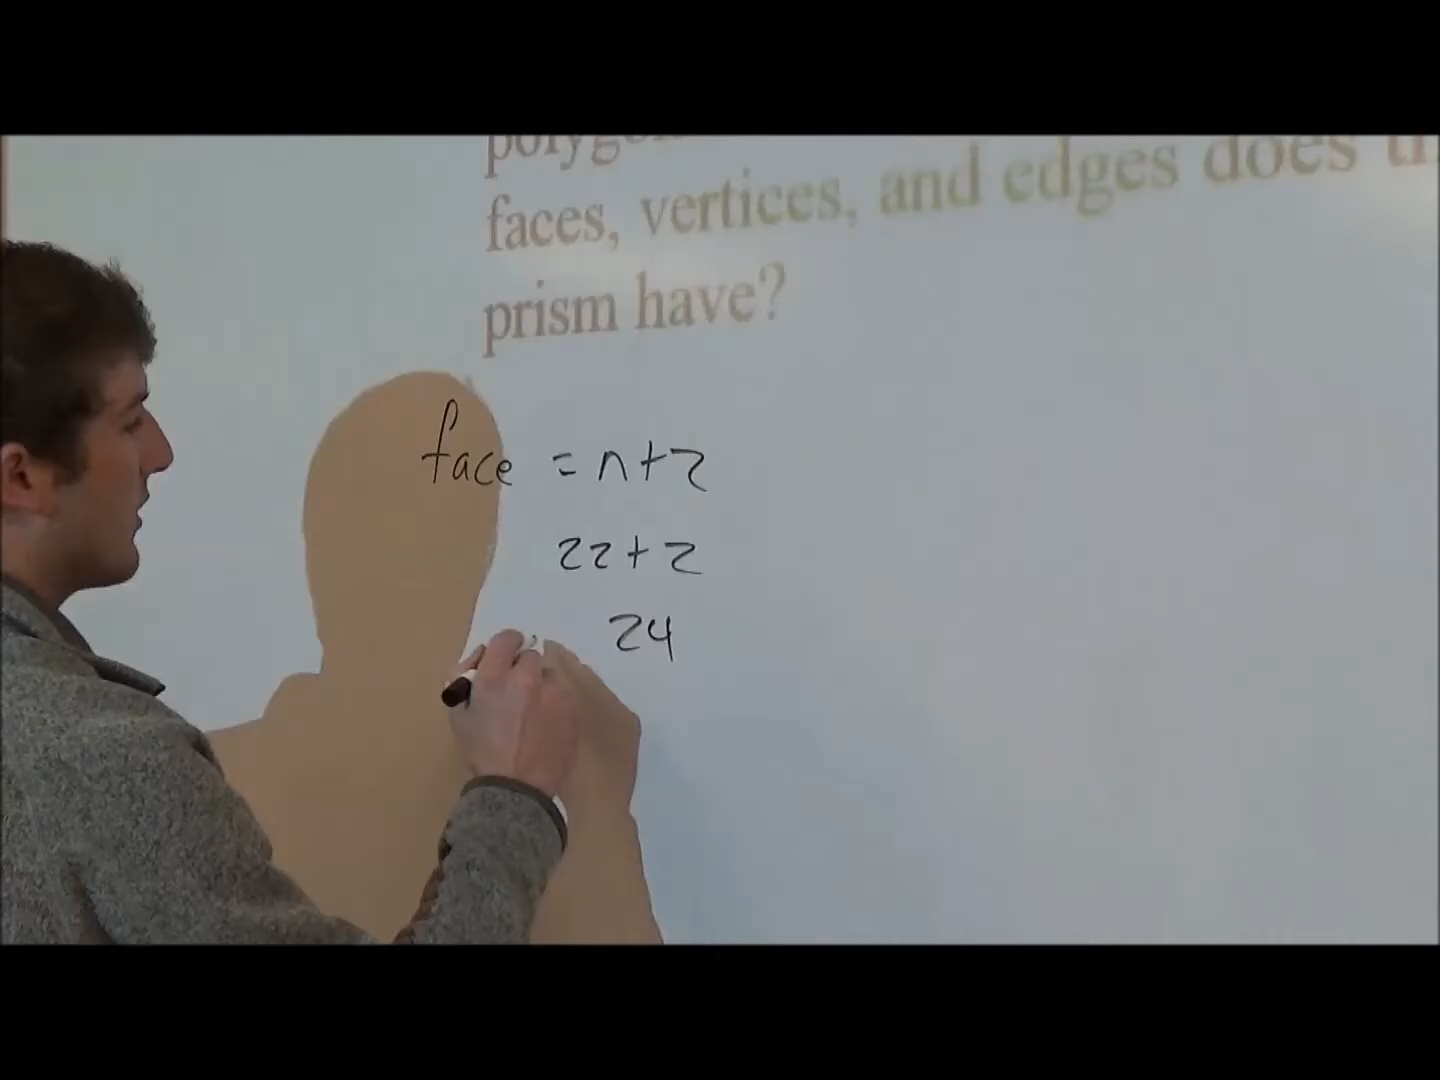 faces, vertices, and edges does
prism have?
face = n+2
22+2
24